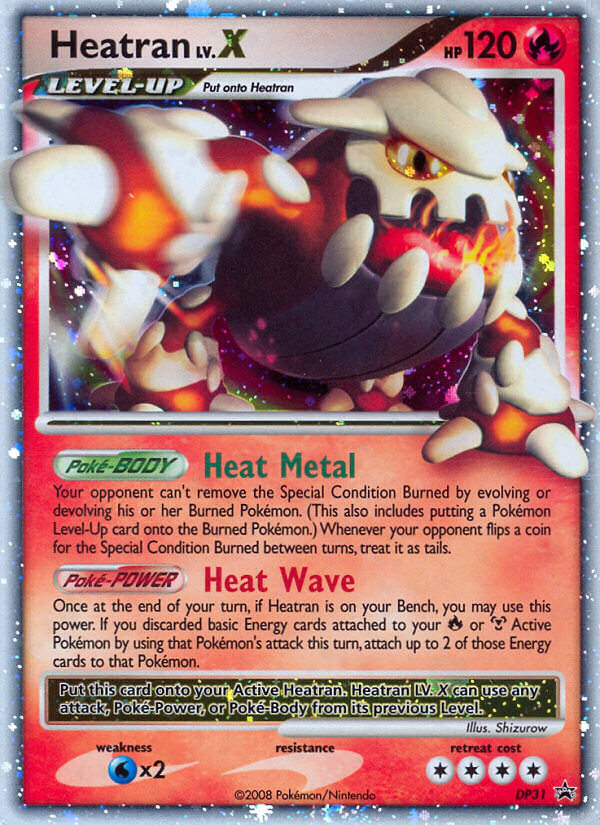 Heatran LV.X HP 120
LEVEL-UP Put onto Heatran
Poké-BODY Heat Metal
Your opponent can't remove the Special Condition Burned by evolving or
devolving his or her Burned Pokémon. (This also includes putting a Pokémon
Level-Up card onto the Burned Pokémon.) Whenever your opponent flips a coin
for the Special Condition Burned between turns, treat it as tails.
Poké-POWER Heat Wave
Once at the end of your turn, if Heatran is on your Bench, you may use this
power. If you discarded basic Energy cards attached to your or Active
Pokémon by using that Pokémon's attack this turn, attach up to 2 of those Energy
cards to that Pokémon.
Put this card onto your Active Heatran. Heatran LV.X can use any
attack, Poké-Power, or Poké-Body from its previous Level.
Illus. Shizurow
weakness resistance retreat cost
x2
©2008 Pokémon/Nintendo DP31